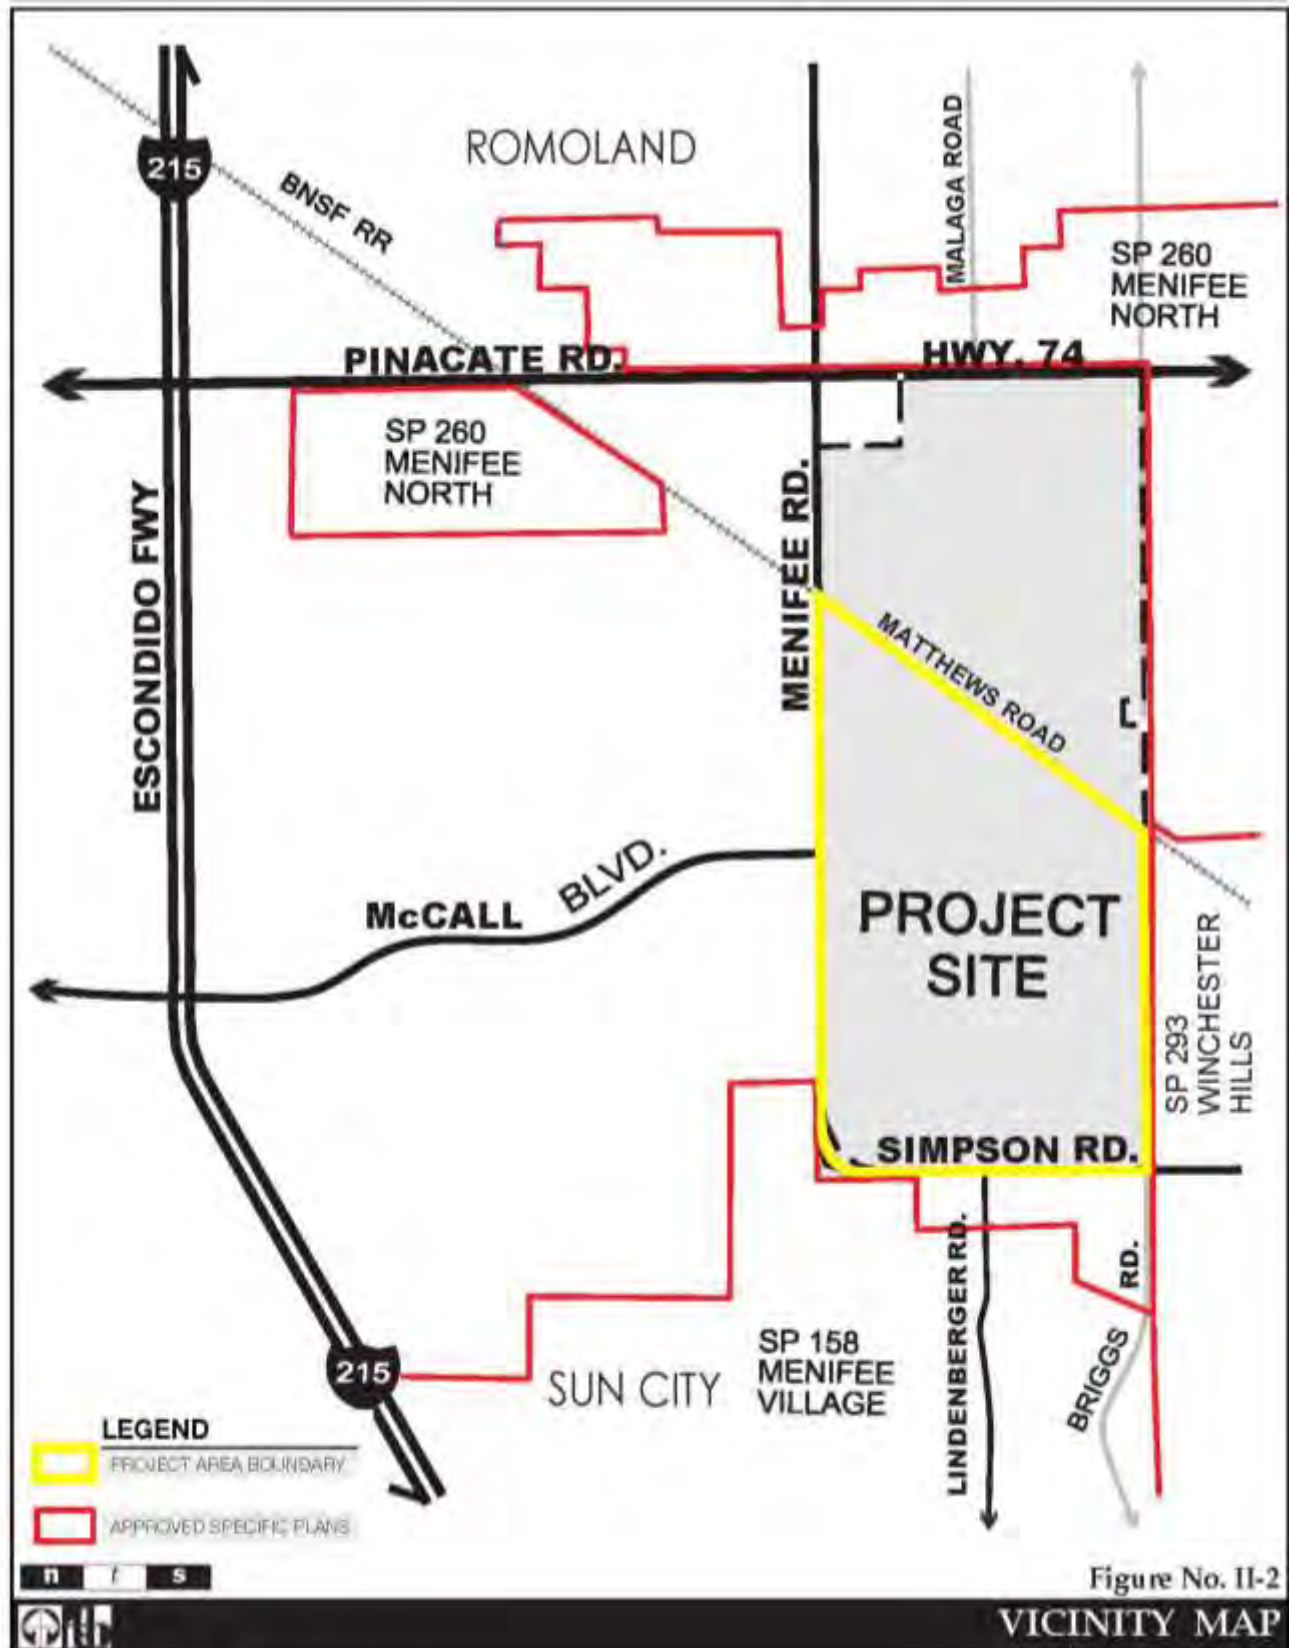 ROMOLAND
MALAGA ROAD
215
BNSF RR
SP 260
MENIFEE
NORTH
PINACATE RD.
HWY. 74
SP 260
MENIFEE
NORTH
MENIFEE RD.
ESCONDIDO FWY
MATTHEWS ROAD
McCALL BLVD.
PROJECT
SITE
SP 293
WINCHESTER
HILLS
SIMPSON RD.
LINDENBERGER RD.
BRIGGS RD.
215
SUN CITY
SP 158
MENIFEE
VILLAGE
LEGEND
PROJECT AREA BOUNDARY
APPROVED SPECIFIC PLANS
n t s
Figure No. II-2
VICINITY MAP